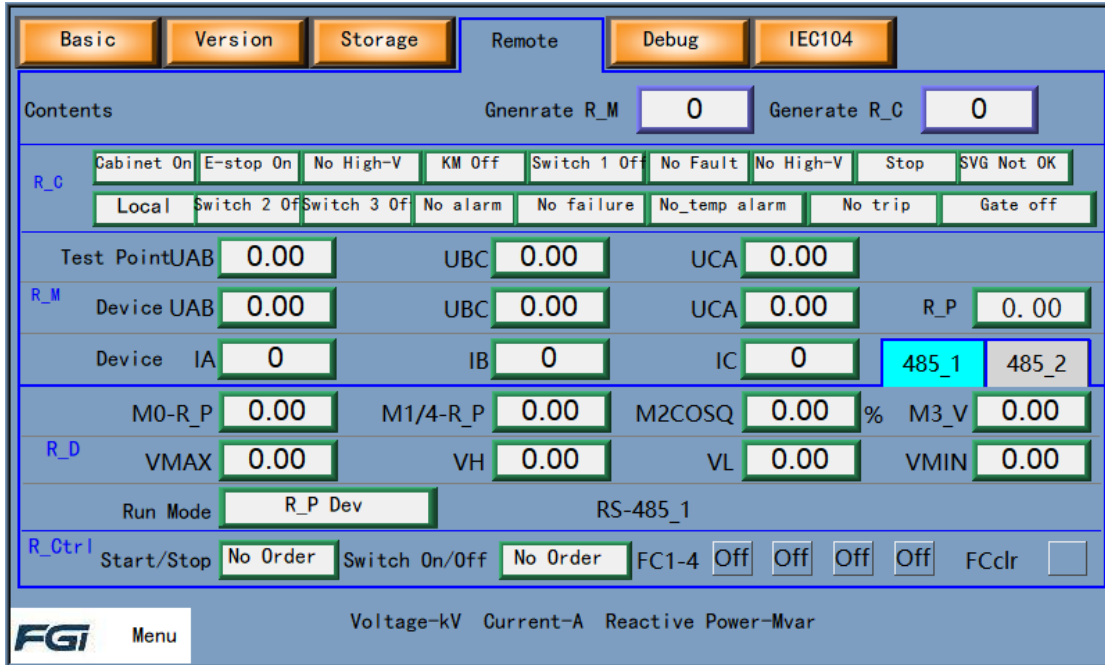 Basic Version Storage Remote Debug IEC104
Contents Gnenrate R_M 0 Generate R_C 0
Cabinet On E-stop On No High-V KM Off Switch 1 Off No Fault No High-V Stop SVG Not OK
R_C
Local Switch 2 Of Switch 3 Of No alarm No failure No_temp alarm No trip Gate off
Test Point UAB 0.00 UBC 0.00 UCA 0.00
R_M
Device UAB 0.00 UBC 0.00 UCA 0.00 R_P 0.00
Device IA 0 IB 0 IC 0 485_1 485_2
M0-R_P 0.00 M1/4-R_P 0.00 M2COSQ 0.00 % M3_V 0.00
R_D
VMAX 0.00 VH 0.00 VL 0.00 VMIN 0.00
Run Mode R_P Dev RS-485_1
R_Ctrl
Start/Stop No Order Switch On/Off No Order FC1-4 Off Off Off Off FCclr
Voltage-kV Current-A Reactive Power-Mvar
FGI Menu